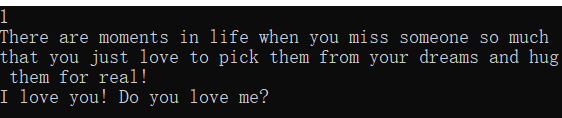 1
There are moments in life when you miss someone so much
that you just love to pick them from your dreams and hug
 them for real!
I love you! Do you love me?